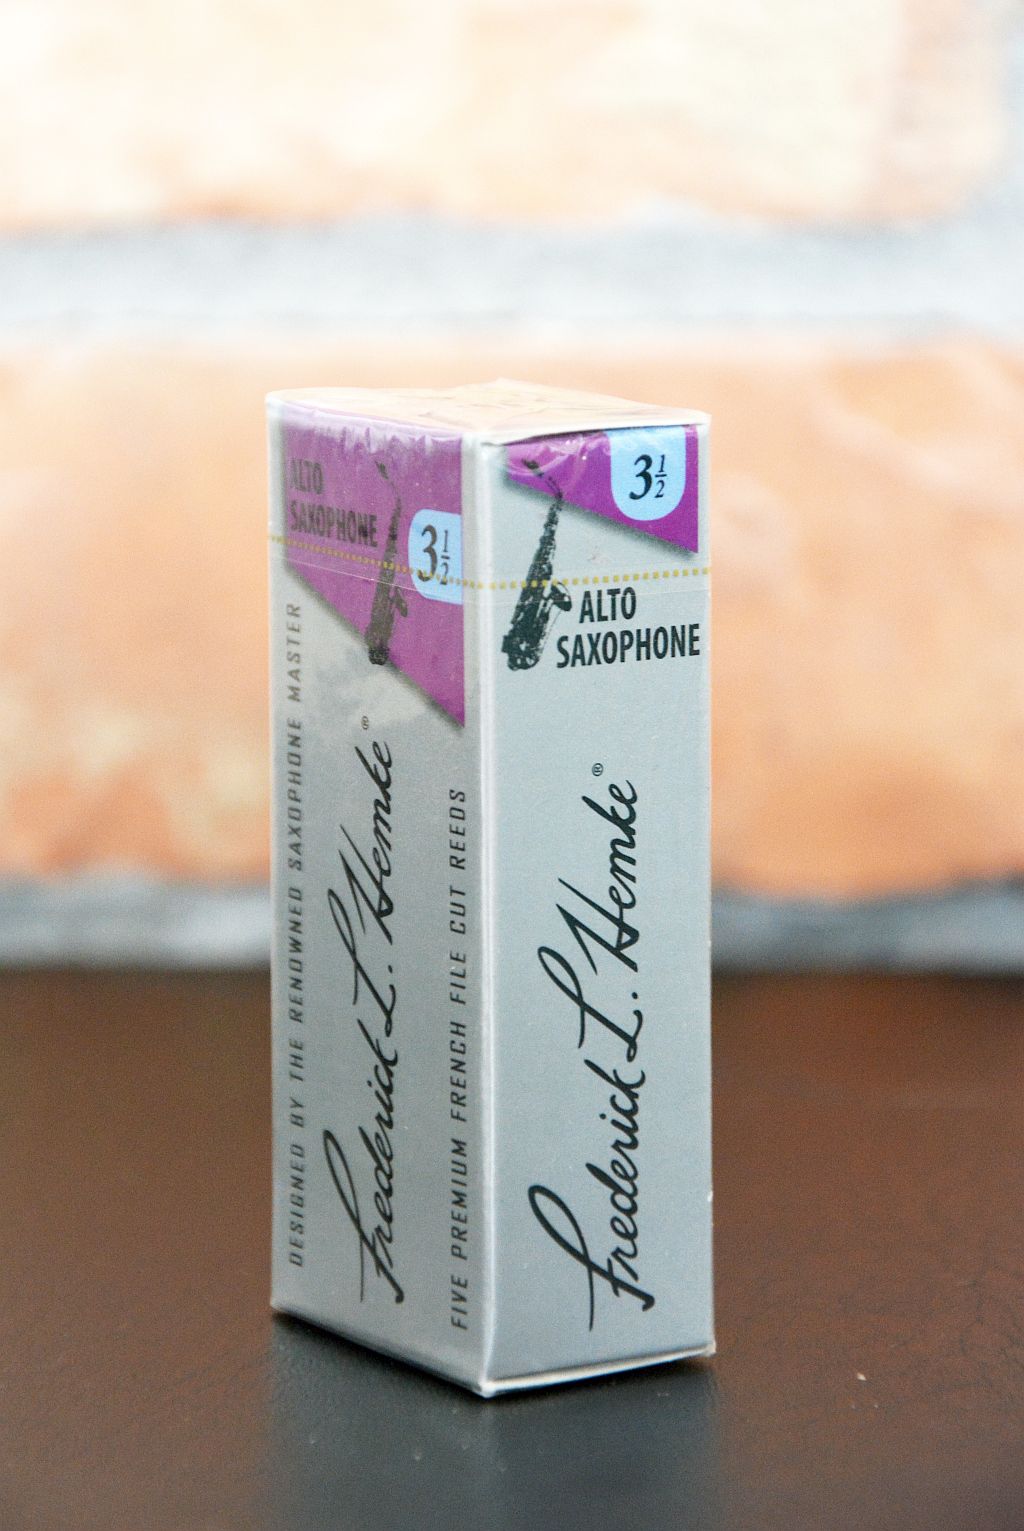 ALTO
SAXOPHONE
3½
DESIGNED BY THE RENOWNED SAXOPHONE MASTER
Frederick L. Hemke®
FIVE PREMIUM FRENCH FILE CUT REEDS
3½
ALTO
SAXOPHONE
Frederick L. Hemke®